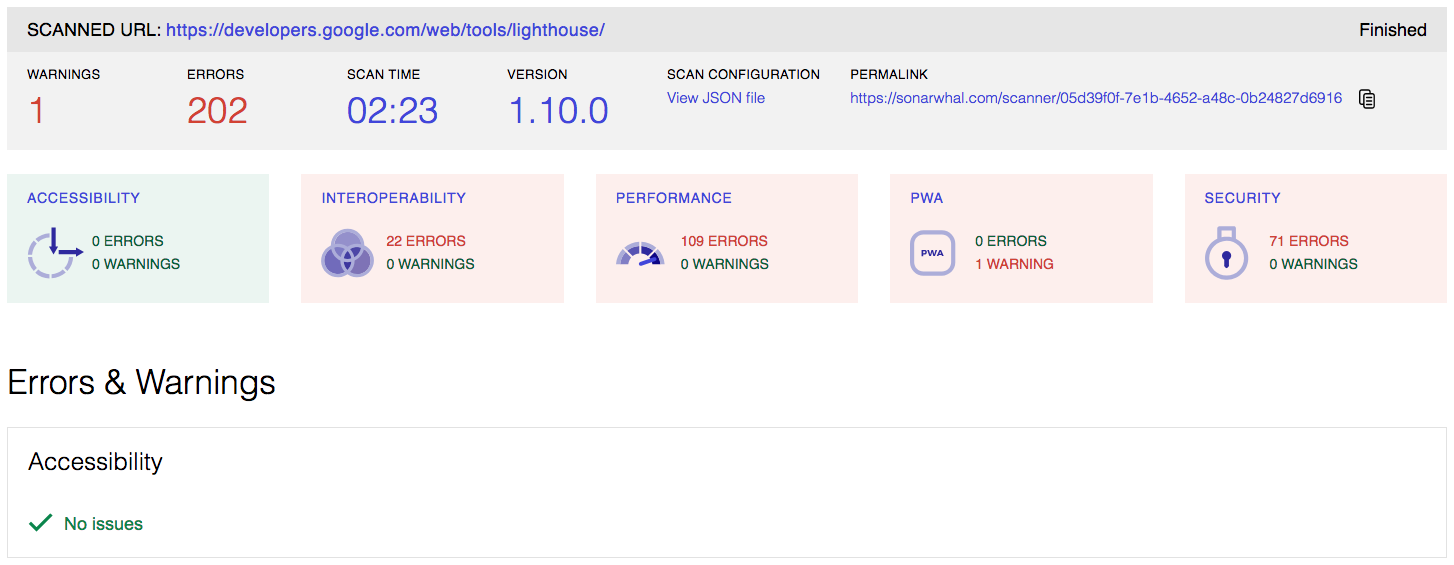 SCANNED URL: https://developers.google.com/web/tools/lighthouse/ Finished
WARNINGS ERRORS SCAN TIME VERSION SCAN CONFIGURATION PERMALINK
1 202 02:23 1.10.0 View JSON file https://sonarwhal.com/scanner/05d39f0f-7e1b-4652-a48c-0b24827d6916
ACCESSIBILITY
0 ERRORS
0 WARNINGS
INTEROPERABILITY
22 ERRORS
0 WARNINGS
PERFORMANCE
109 ERRORS
0 WARNINGS
PWA
PWA
0 ERRORS
1 WARNING
SECURITY
71 ERRORS
0 WARNINGS
Errors & Warnings
Accessibility
No issues